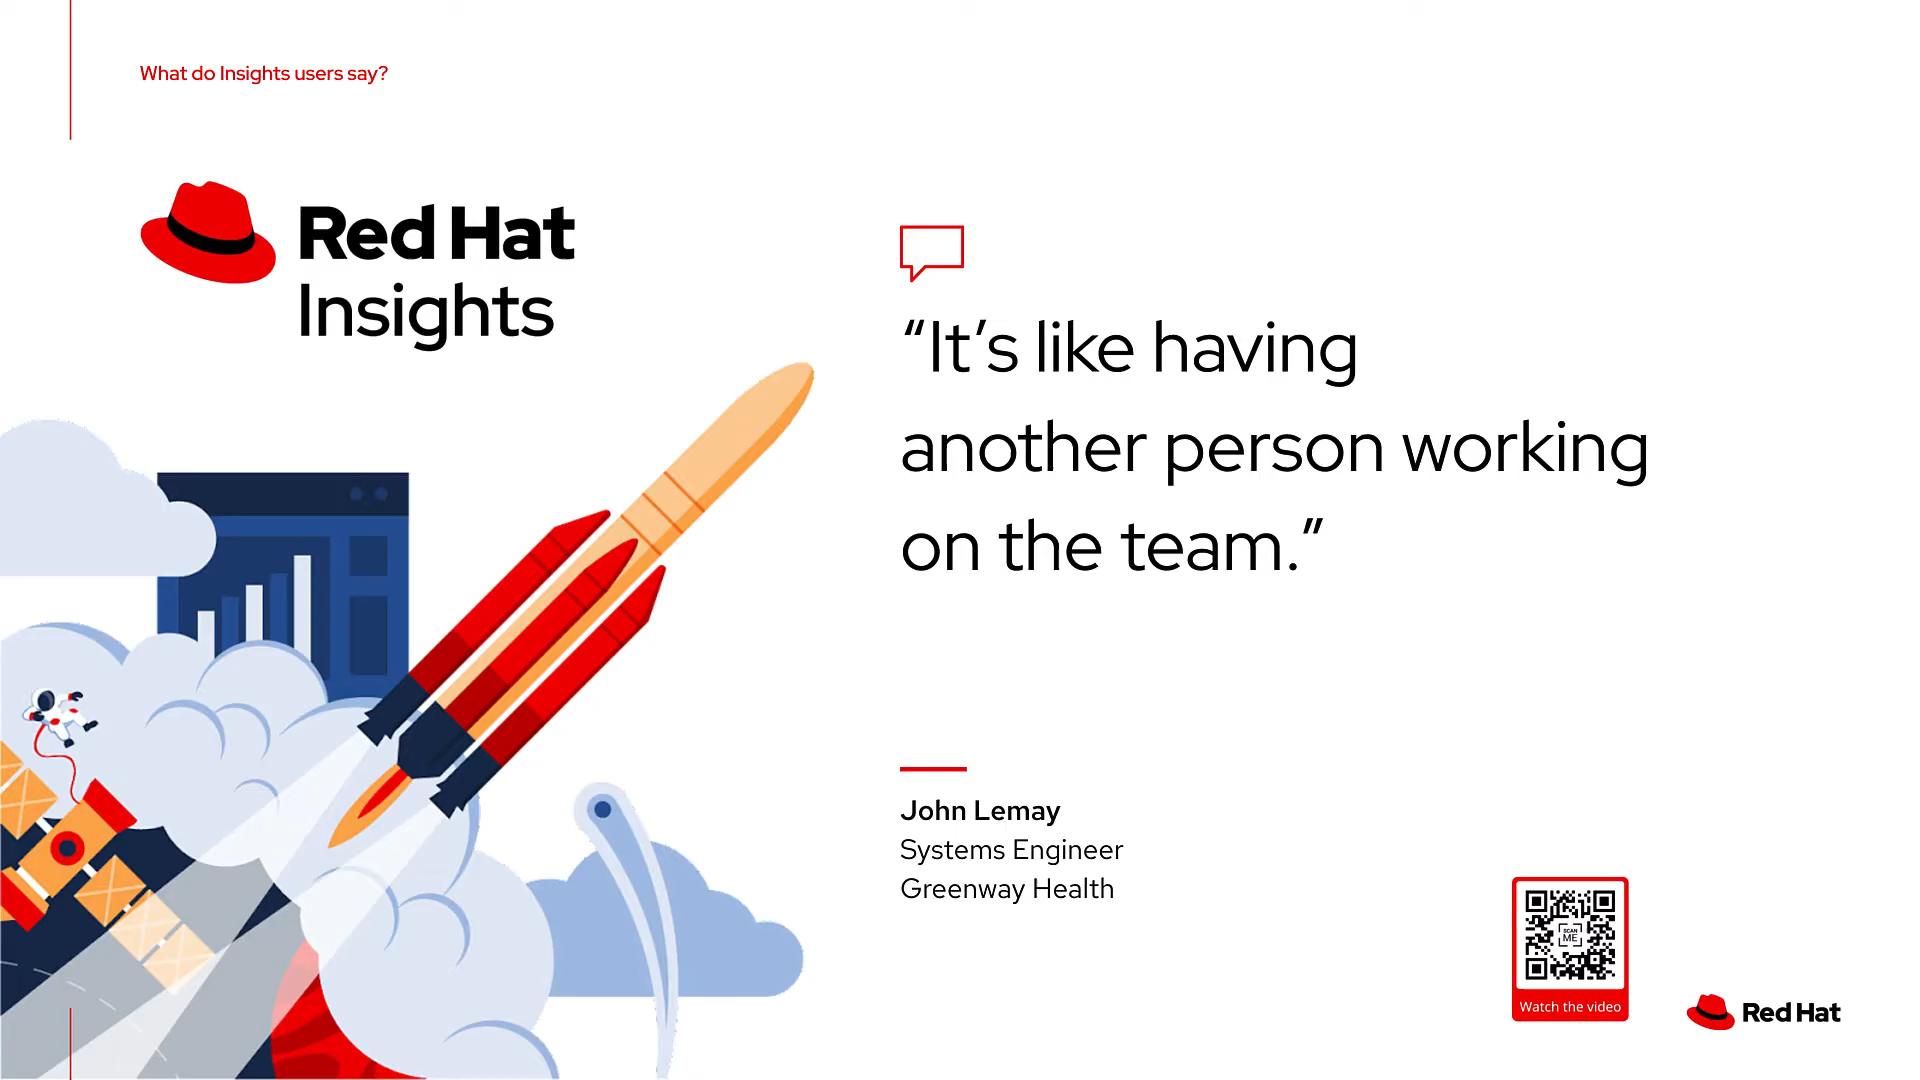 What do Insights users say?
Red Hat
Insights
“It’s like having
another person working
on the team.”
John Lemay
Systems Engineer
Greenway Health
SCAN
ME
Watch the video
Red Hat